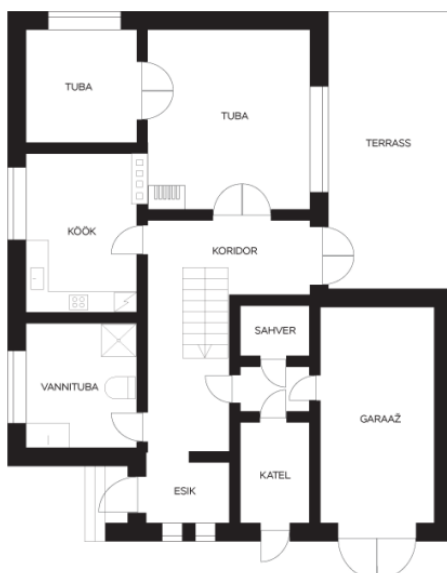 TUBA
TUBA
TERRASS
KÖÖK
KORIDOR
SAHVER
VANNITUBA
GARAAŽ
KATEL
ESIK